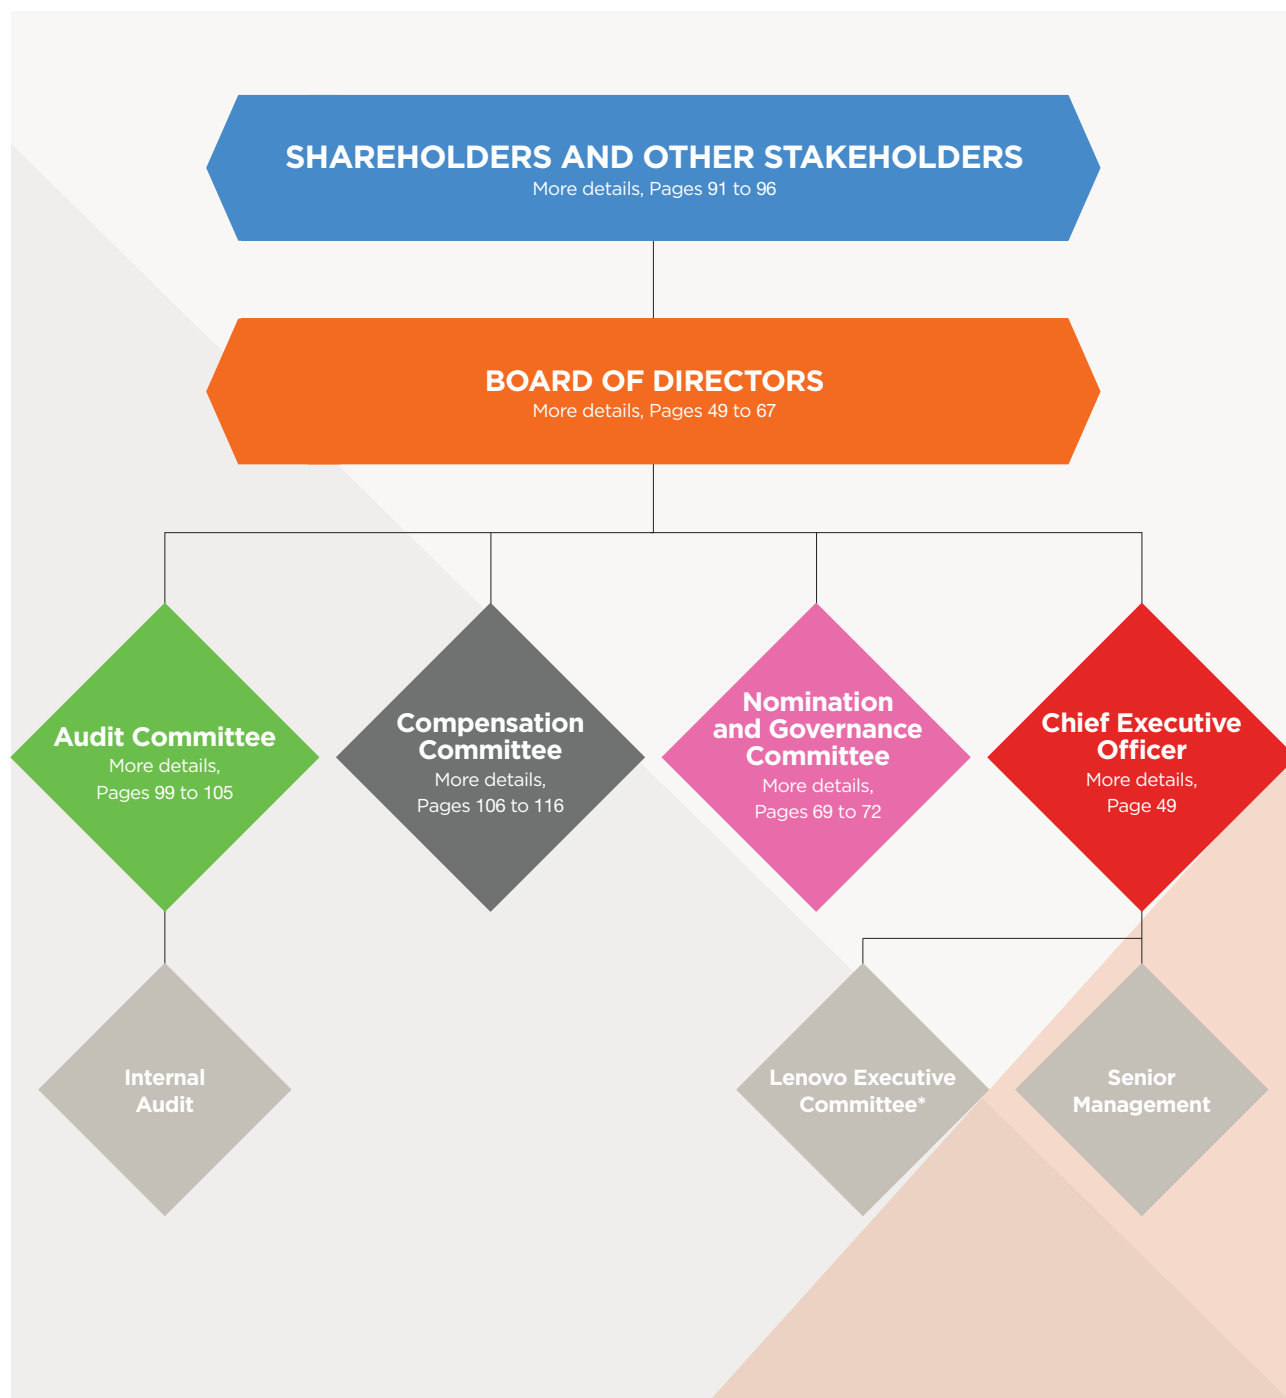 SHAREHOLDERS AND OTHER STAKEHOLDERS
More details, Pages 91 to 96
BOARD OF DIRECTORS
More details, Pages 49 to 67
Audit Committee
More details,
Pages 99 to 105
Compensation
Committee
More details,
Pages 106 to 116
Nomination
and Governance
Committee
More details,
Pages 69 to 72
Chief Executive
Officer
More details,
Page 49
Internal
Audit
Lenovo Executive
Committee*
Senior
Management